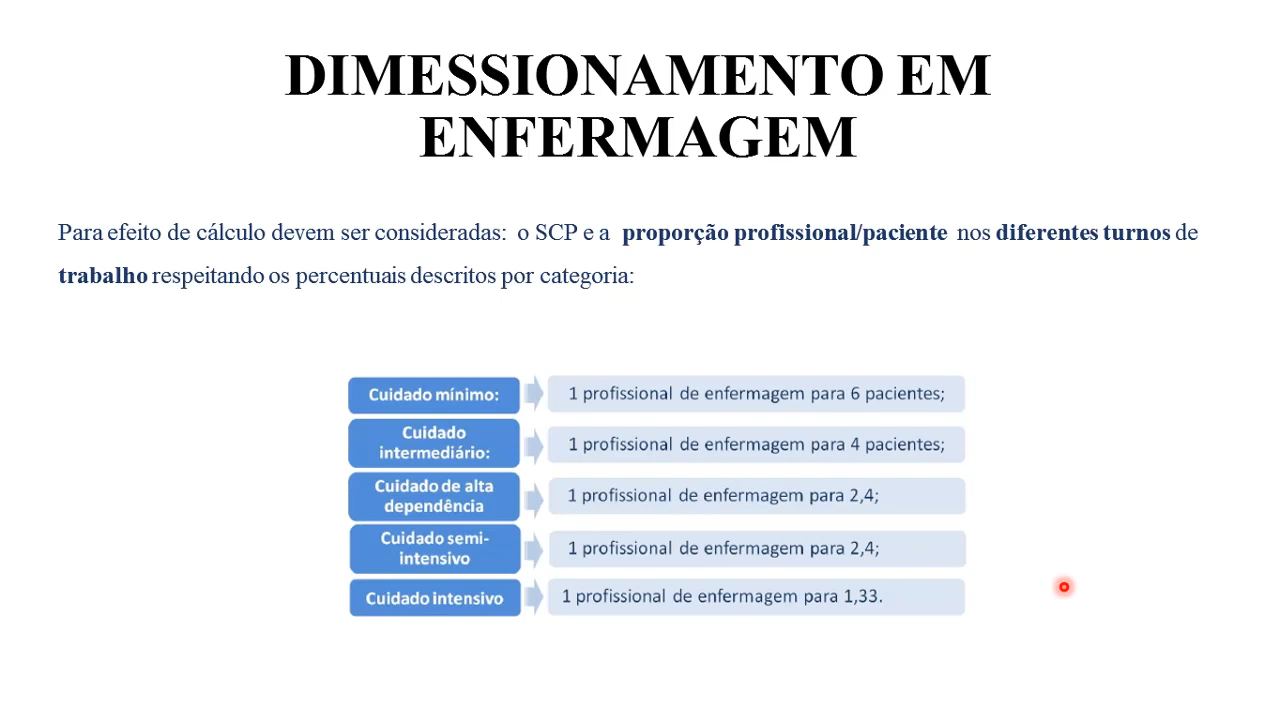 DIMESSIONAMENTO EM
ENFERMAGEM
Para efeito de cálculo devem ser consideradas: o SCP e a proporção profissional/paciente nos diferentes turnos de
trabalho respeitando os percentuais descritos por categoria:
Cuidado mínimo:
1 profissional de enfermagem para 6 pacientes;
Cuidado
intermediário:
1 profissional de enfermagem para 4 pacientes;
Cuidado de alta
dependência
1 profissional de enfermagem para 2,4;
Cuidado semi-
intensivo
1 profissional de enfermagem para 2,4;
Cuidado intensivo
1 profissional de enfermagem para 1,33.